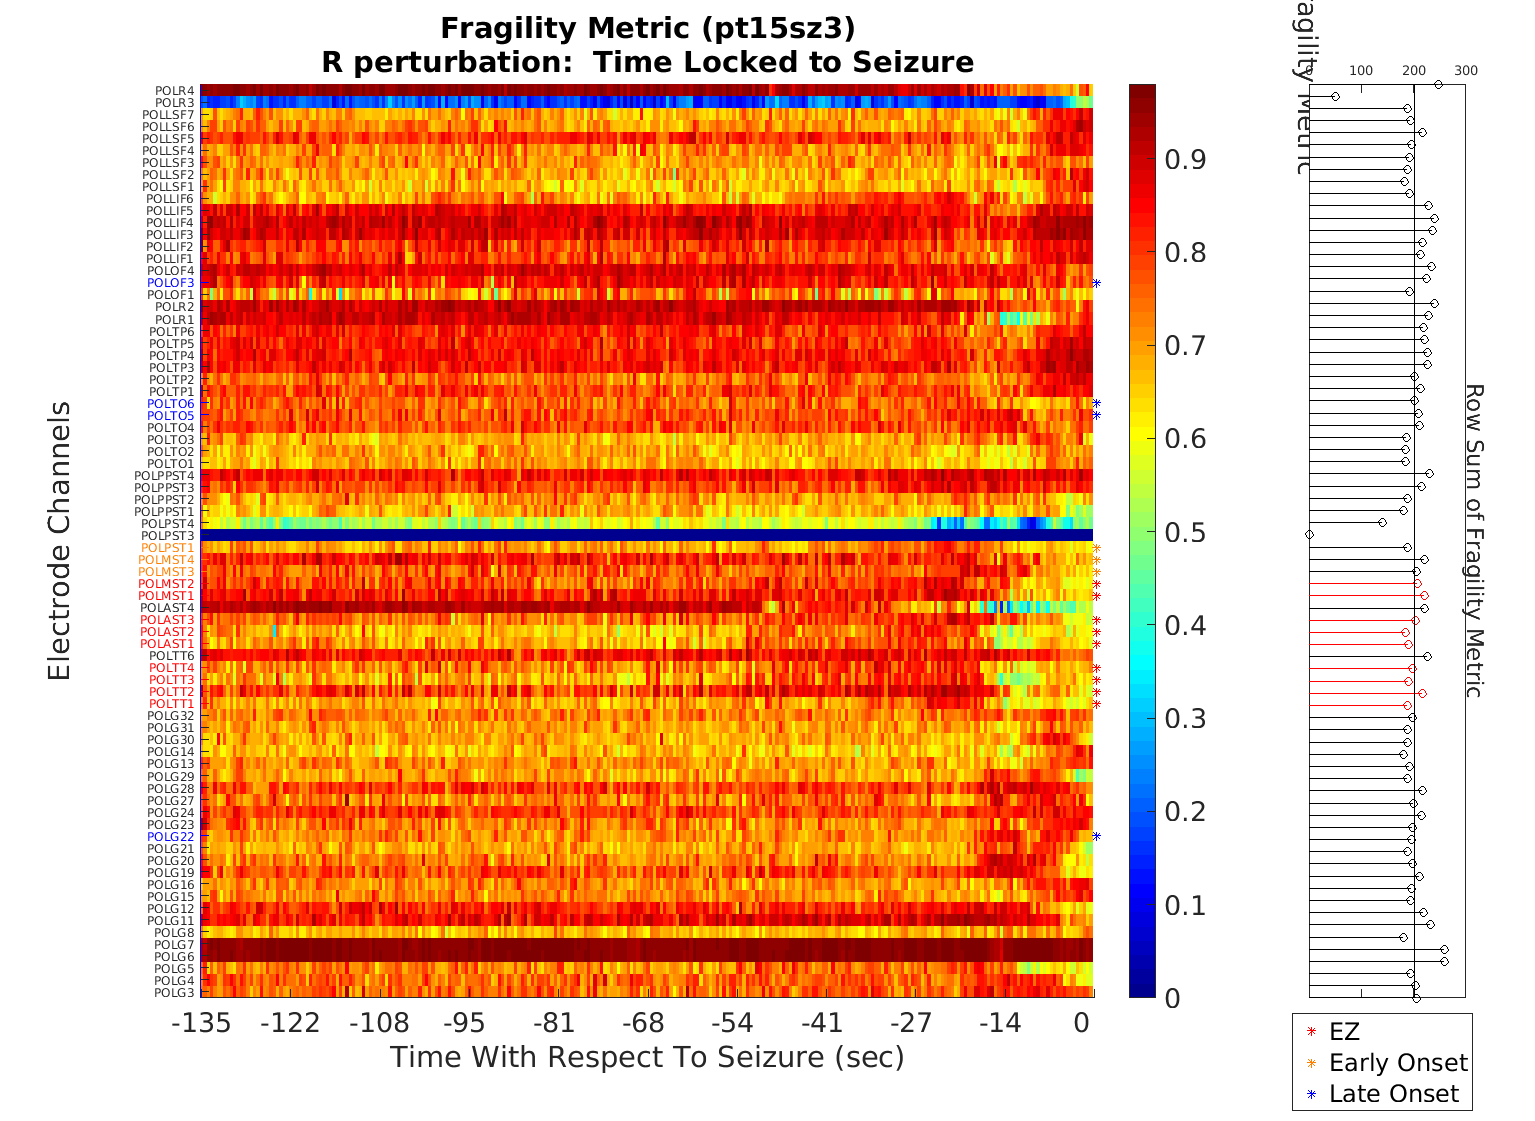 Fragility Metric (pt15sz3)
R perturbation:  Time Locked to Seizure
Electrode Channels
POLR4
POLR3
POLLSF7
POLLSF6
POLLSF5
POLLSF4
POLLSF3
POLLSF2
POLLSF1
POLLIF6
POLLIF5
POLLIF4
POLLIF3
POLLIF2
POLLIF1
POLOF4
POLOF3
POLOF1
POLR2
POLR1
POLTP6
POLTP5
POLTP4
POLTP3
POLTP2
POLTP1
POLTO6
POLTO5
POLTO4
POLTO3
POLTO2
POLTO1
POLPPST4
POLPPST3
POLPPST2
POLPPST1
POLPST4
POLPST3
POLPST1
POLMST4
POLMST3
POLMST2
POLMST1
POLAST4
POLAST3
POLAST2
POLAST1
POLTT6
POLTT4
POLTT3
POLTT2
POLTT1
POLG32
POLG31
POLG30
POLG14
POLG13
POLG29
POLG28
POLG27
POLG24
POLG23
POLG22
POLG21
POLG20
POLG19
POLG16
POLG15
POLG12
POLG11
POLG8
POLG7
POLG6
POLG5
POLG4
POLG3
-135 -122 -108 -95 -81 -68 -54 -41 -27 -14 0
Time With Respect To Seizure (sec)
0.9
0.8
0.7
0.6
0.5
0.4
0.3
0.2
0.1
0
ragility Metric
0 100 200 300
Row Sum of Fragility Metric
EZ
Early Onset
Late Onset